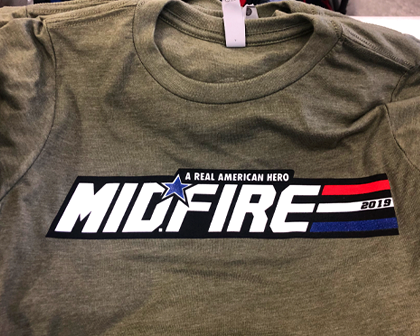 A REAL AMERICAN HERO
MID.FIRE
2019